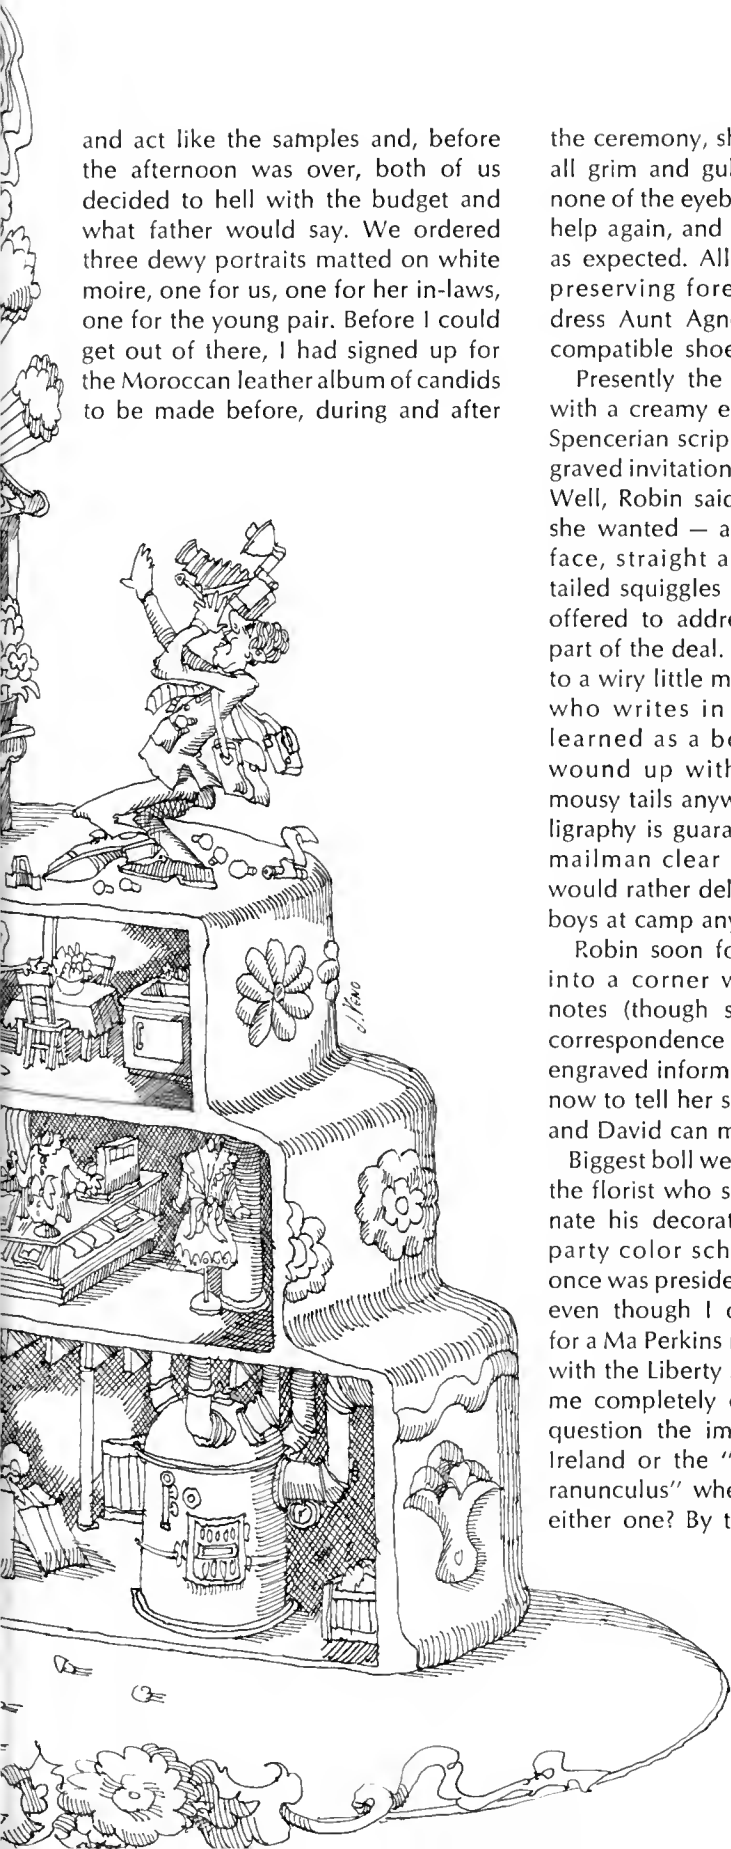 and act like the samples and, before
the afternoon was over, both of us
decided to hell with the budget and
what father would say. We ordered
three dewy portraits matted on white
moire, one for us, one for her in-laws,
one for the young pair. Before I could
get out of there, I had signed up for
the Moroccan leather album of candids
to be made before, during and after
the ceremony, sh
all grim and gul
none of the eyeb
help again, and
as expected. All
preserving fore
dress Aunt Agn
compatible shoe
Presently the
with a creamy e
Spencerian scrip
graved invitation
Well, Robin said
she wanted — a
face, straight a
tailed squiggles
offered to addre
part of the deal.
to a wiry little m
who writes in
learned as a be
wound up with
mousy tails anyw
ligraphy is guara
mailman clear
would rather del
boys at camp any
Robin soon fo
into a corner w
notes (though s
correspondence
engraved inform
now to tell her s
and David can m
Biggest boll we
the florist who s
nate his decorat
party color sch
once was preside
even though I c
for a Ma Perkins
with the Liberty
me completely
question the im
Ireland or the "
ranunculus" whe
either one? By t